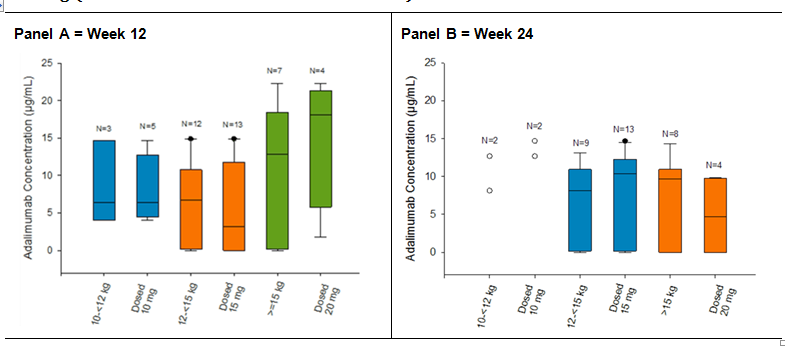 Panel A = Week 12
Panel B = Week 24
Adalimumab Concentration (µg/mL)
25
20
15
10
5
0
N=3
N=5
N=12
N=13
N=7
N=4
10-<12 kg
Dosed
10 mg
12-<15 kg
Dosed
15 mg
>=15 kg
Dosed
20 mg
Adalimumab Concentration (µg/mL)
25
20
15
10
5
0
N=2
N=2
N=9
N=13
N=8
N=4
10-<12 kg
Dosed
10 mg
12-<15 kg
Dosed
15 mg
>15 kg
Dosed
20 mg